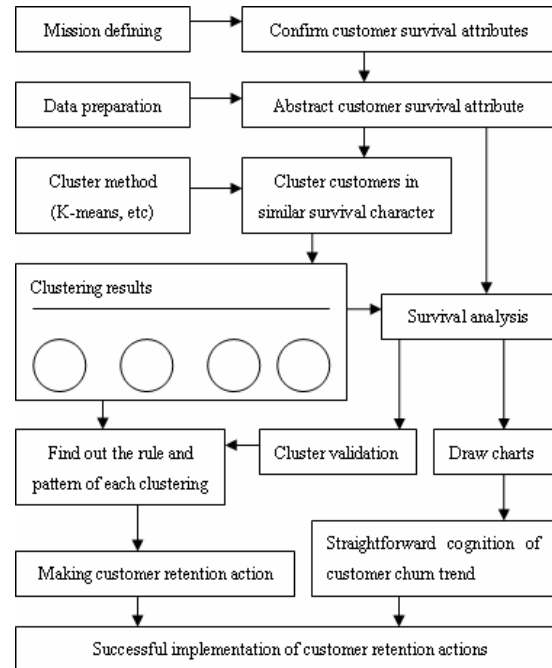 Mission defining
Confirm customer survival attributes
Data preparation
Abstract customer survival attribute
Cluster method
(K-means, etc)
Cluster customers in
similar survival character
Clustering results
Survival analysis
Find out the rule and
pattern of each clustering
Cluster validation
Draw charts
Making customer retention action
Straightforward cognition of
customer churn trend
Successful implementation of customer retention actions